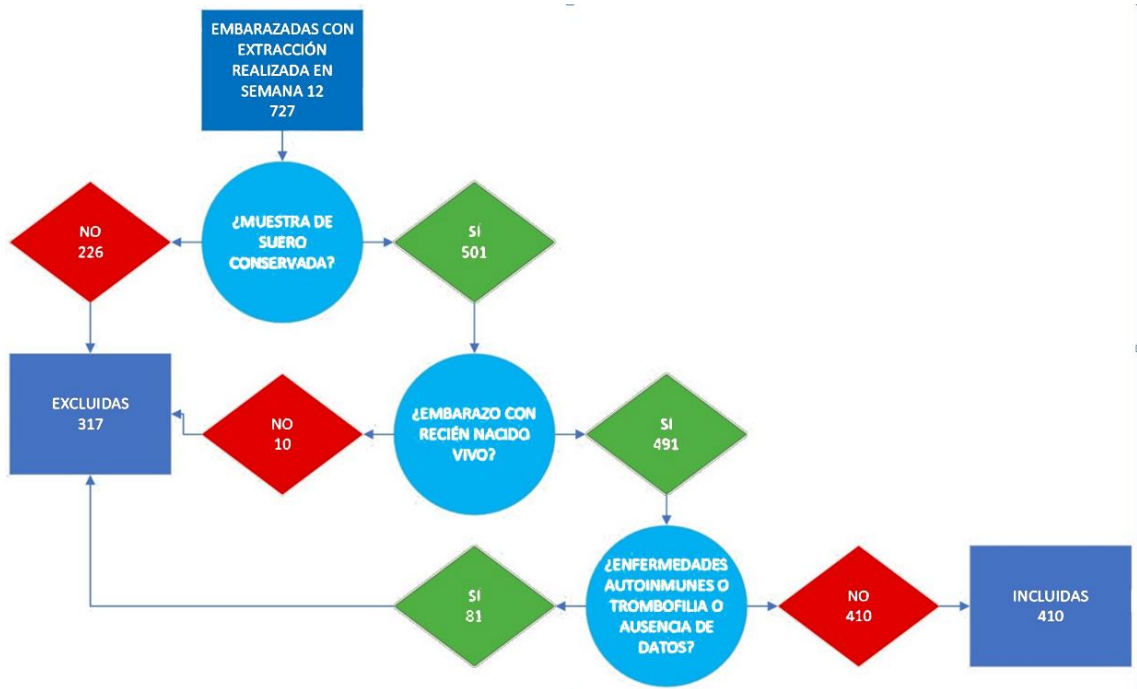 EMBARAZADAS CON
EXTRACCIÓN
REALIZADA EN
SEMANA 12
727
¿MUESTRA DE
SUERO
CONSERVADA?
NO
226
SÍ
501
EXCLUIDAS
317
NO
10
¿EMBARAZO CON
RECIÉN NACIDO
VIVO?
SI
491
SI
81
¿ENFERMEDADES
AUTOINMUNES O
TROMBOFILIA O
AUSENCIA DE
DATOS?
NO
410
INCLUIDAS
410